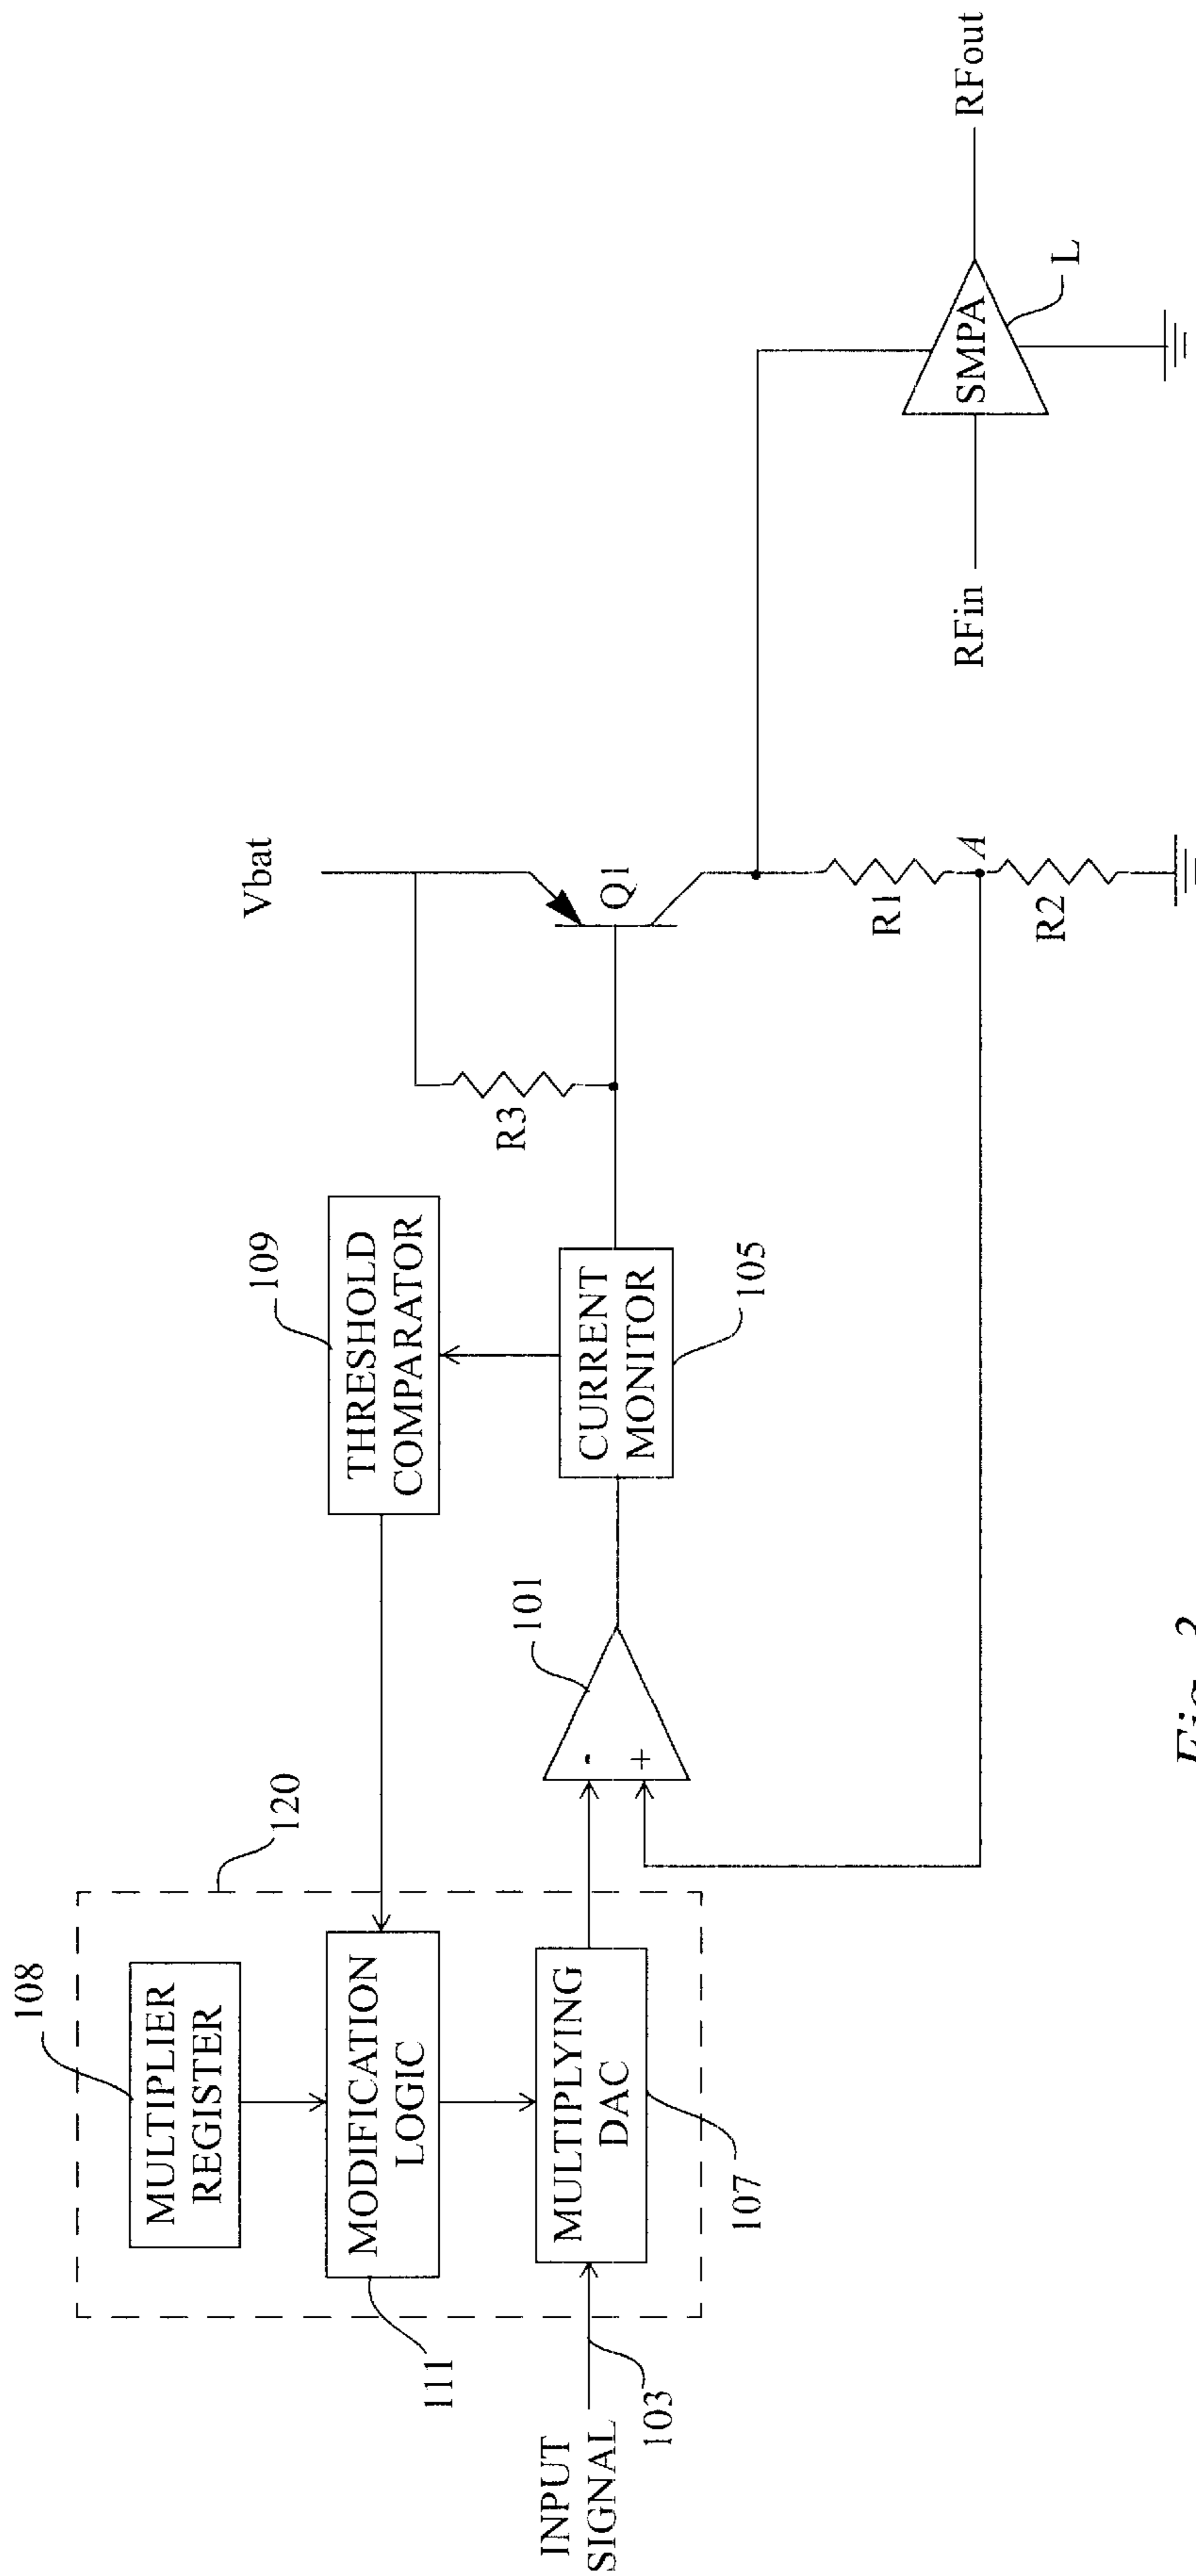 108
MULTIPLIER
REGISTER
120
111
MODIFICATION
LOGIC
109
THRESHOLD
COMPARATOR
Vbat
INPUT
SIGNAL
103
MULTIPLYING
DAC
107
-
+
101
CURRENT
MONITOR
105
R3
Q1
R1
A
R2
RFin
SMPA
L
RFout